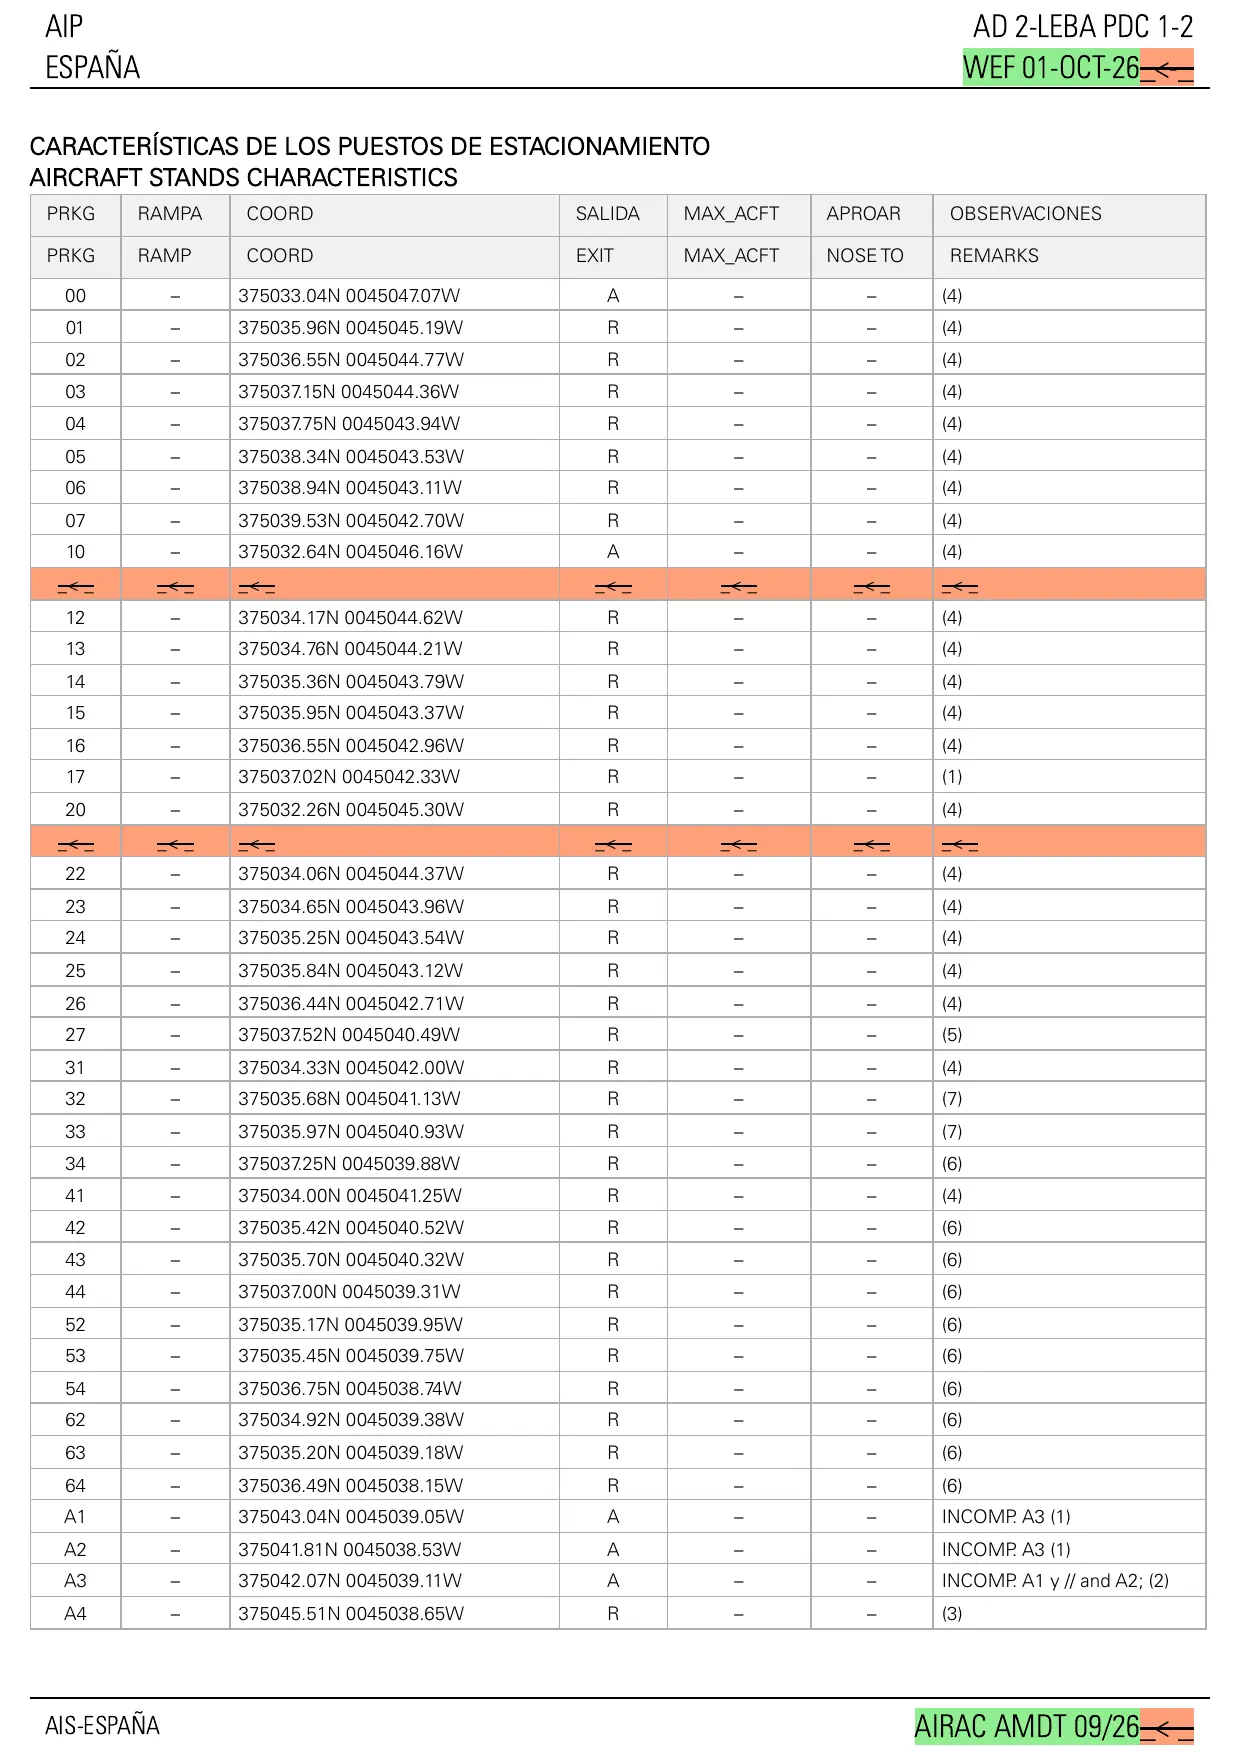 AIP
AD 2-LEBA PDC 1-2
ESPAÑA
WEF 01-OCT-26
CARACTERÍSTICAS DE LOS PUESTOS DE ESTACIONAMIENTO
AIRCRAFT STANDS CHARACTERISTICS
PRKG RAMPA COORD SALIDA MAX_ACFT APROAR OBSERVACIONES
PRKG RAMP COORD EXIT MAX_ACFT NOSE TO REMARKS
00 – 375033.04N 0045047.07W A – – (4)
01 – 375035.96N 0045045.19W R – – (4)
02 – 375036.55N 0045044.77W R – – (4)
03 – 375037.15N 0045044.36W R – – (4)
04 – 375037.75N 0045043.94W R – – (4)
05 – 375038.34N 0045043.53W R – – (4)
06 – 375038.94N 0045043.11W R – – (4)
07 – 375039.53N 0045042.70W R – – (4)
10 – 375032.64N 0045046.16W A – – (4)
12 – 375034.17N 0045044.62W R – – (4)
13 – 375034.76N 0045044.21W R – – (4)
14 – 375035.36N 0045043.79W R – – (4)
15 – 375035.95N 0045043.37W R – – (4)
16 – 375036.55N 0045042.96W R – – (4)
17 – 375037.02N 0045042.33W R – – (1)
20 – 375032.26N 0045045.30W R – – (4)
22 – 375034.06N 0045044.37W R – – (4)
23 – 375034.65N 0045043.96W R – – (4)
24 – 375035.25N 0045043.54W R – – (4)
25 – 375035.84N 0045043.12W R – – (4)
26 – 375036.44N 0045042.71W R – – (4)
27 – 375037.52N 0045040.49W R – – (5)
31 – 375034.33N 0045042.00W R – – (4)
32 – 375035.68N 0045041.13W R – – (7)
33 – 375035.97N 0045040.93W R – – (7)
34 – 375037.25N 0045039.88W R – – (6)
41 – 375034.00N 0045041.25W R – – (4)
42 – 375035.42N 0045040.52W R – – (6)
43 – 375035.70N 0045040.32W R – – (6)
44 – 375037.00N 0045039.31W R – – (6)
52 – 375035.17N 0045039.95W R – – (6)
53 – 375035.45N 0045039.75W R – – (6)
54 – 375036.75N 0045038.74W R – – (6)
62 – 375034.92N 0045039.38W R – – (6)
63 – 375035.20N 0045039.18W R – – (6)
64 – 375036.49N 0045038.15W R – – (6)
A1 – 375043.04N 0045039.05W A – – INCOMP. A3 (1)
A2 – 375041.81N 0045038.53W A – – INCOMP. A3 (1)
A3 – 375042.07N 0045039.11W A – – INCOMP. A1 y // and A2; (2)
A4 – 375045.51N 0045038.65W R – – (3)
AIS-ESPAÑA
AIRAC AMDT 09/26